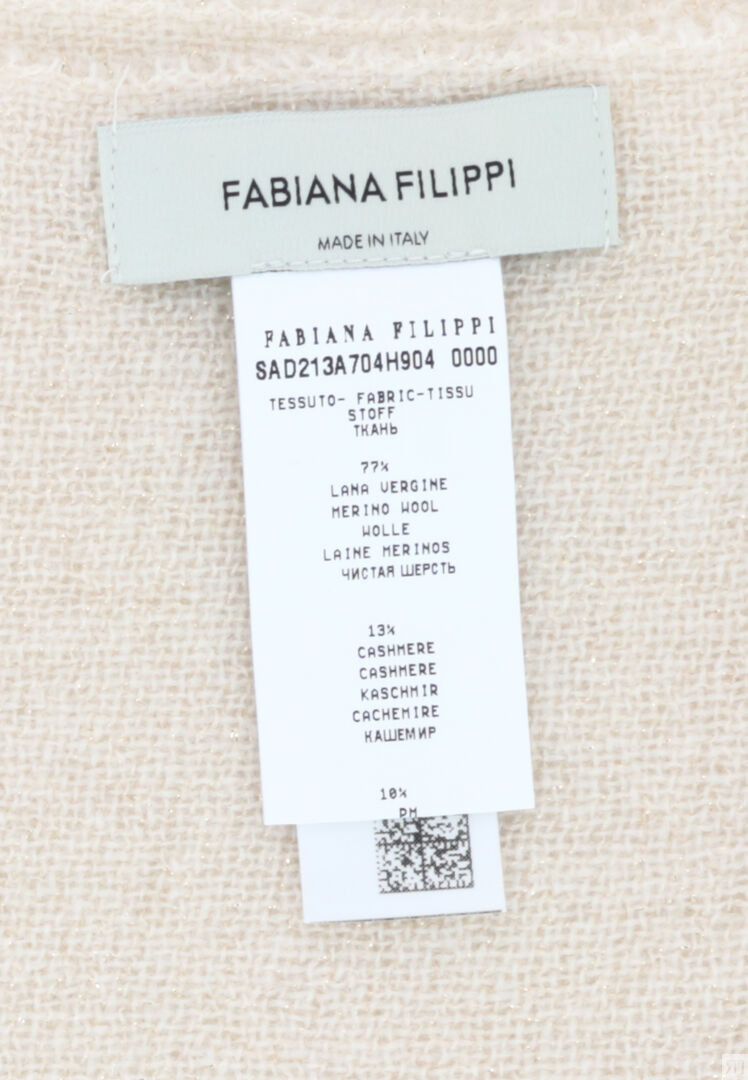 FABIANA FILIPPI
MADE IN ITALY
FABIANA FILIPPI
SAD213A704H904 0000
TESSUTO- FABRIC-TISSU
STOFF
ТКАНЬ
77%
LANA VERGINE
MERINO WOOL
WOLLE
LAINE MERINOS
ЧИСТАЯ ШЕРСТЬ
13%
CASHMERE
CASHMERE
KASCHMIR
CACHEMIRE
КАШЕМИР
10%
PM